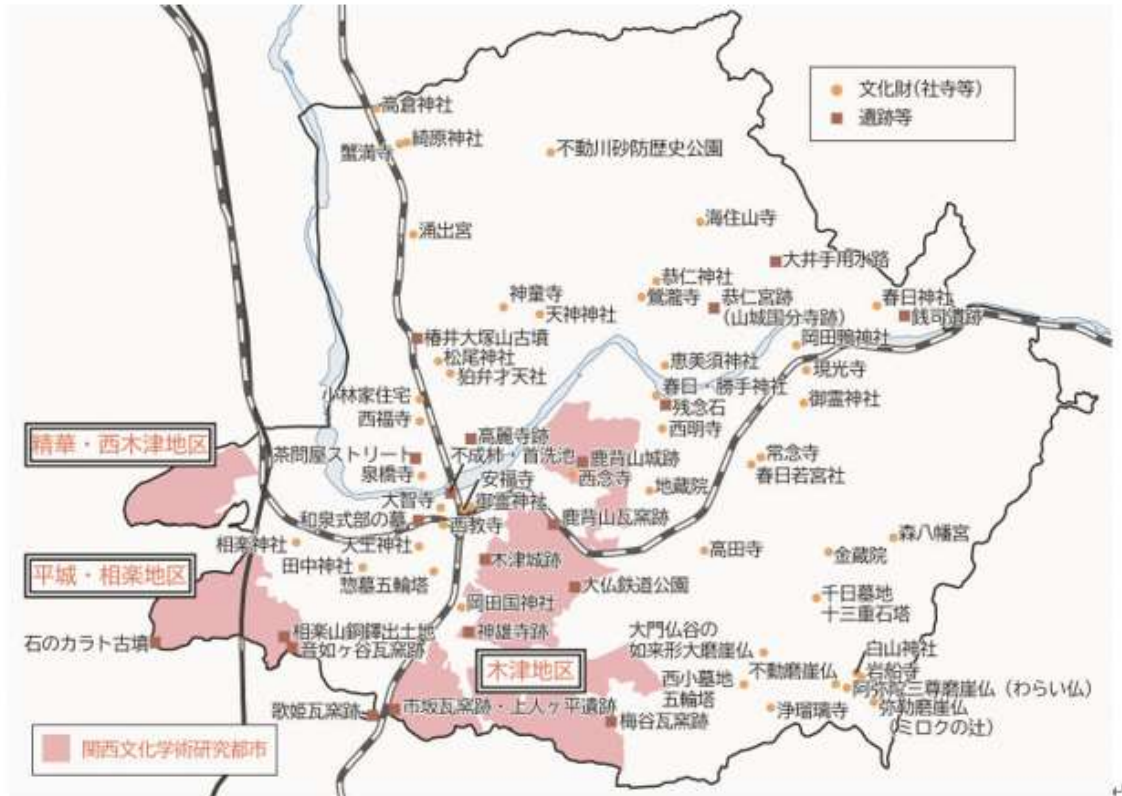 文化財(社寺等)
遺跡等
高倉神社
綺原神社
蟹満寺
不動川砂防歴史公園
涌出宮
海住山寺
大井手用水路
恭仁神社
神童寺
鶯瀧寺
恭仁宮跡
(山城国分寺跡)
春日神社
天神神社
銭司遺跡
椿井大塚山古墳
岡田鴨神社
松尾神社
恵美須神社
現光寺
狛弁才天社
小林家住宅
春日・勝手神社
残念石
御霊神社
西福寺
高麗寺跡
西明寺
精華・西木津地区
茶問屋ストリート
不成柿・首洗池
鹿背山城跡
常念寺
泉橋寺
安福寺
西念寺
春日若宮社
大智寺
御霊神社
地蔵院
和泉式部の墓
西教寺
鹿背山瓦窯跡
相楽神社
大王神社
高田寺
金蔵院
森八幡宮
平城・相楽地区
田中神社
木津城跡
惣墓五輪塔
大仏鉄道公園
千日墓地
十三重石塔
岡田国神社
石のカラト古墳
相楽山銅鐸出土地
音如ヶ谷瓦窯跡
神雄寺跡
大門仏谷の
如来形大磨崖仏
白山神社
岩船寺
木津地区
西小墓地
五輪塔
不動磨崖仏
阿弥陀三尊磨崖仏(わらい仏)
歌姫瓦窯跡
市坂瓦窯跡・上人ヶ平遺跡
梅谷瓦窯跡
浄瑠璃寺
弥勒磨崖仏
(ミロクの辻)
関西文化学術研究都市